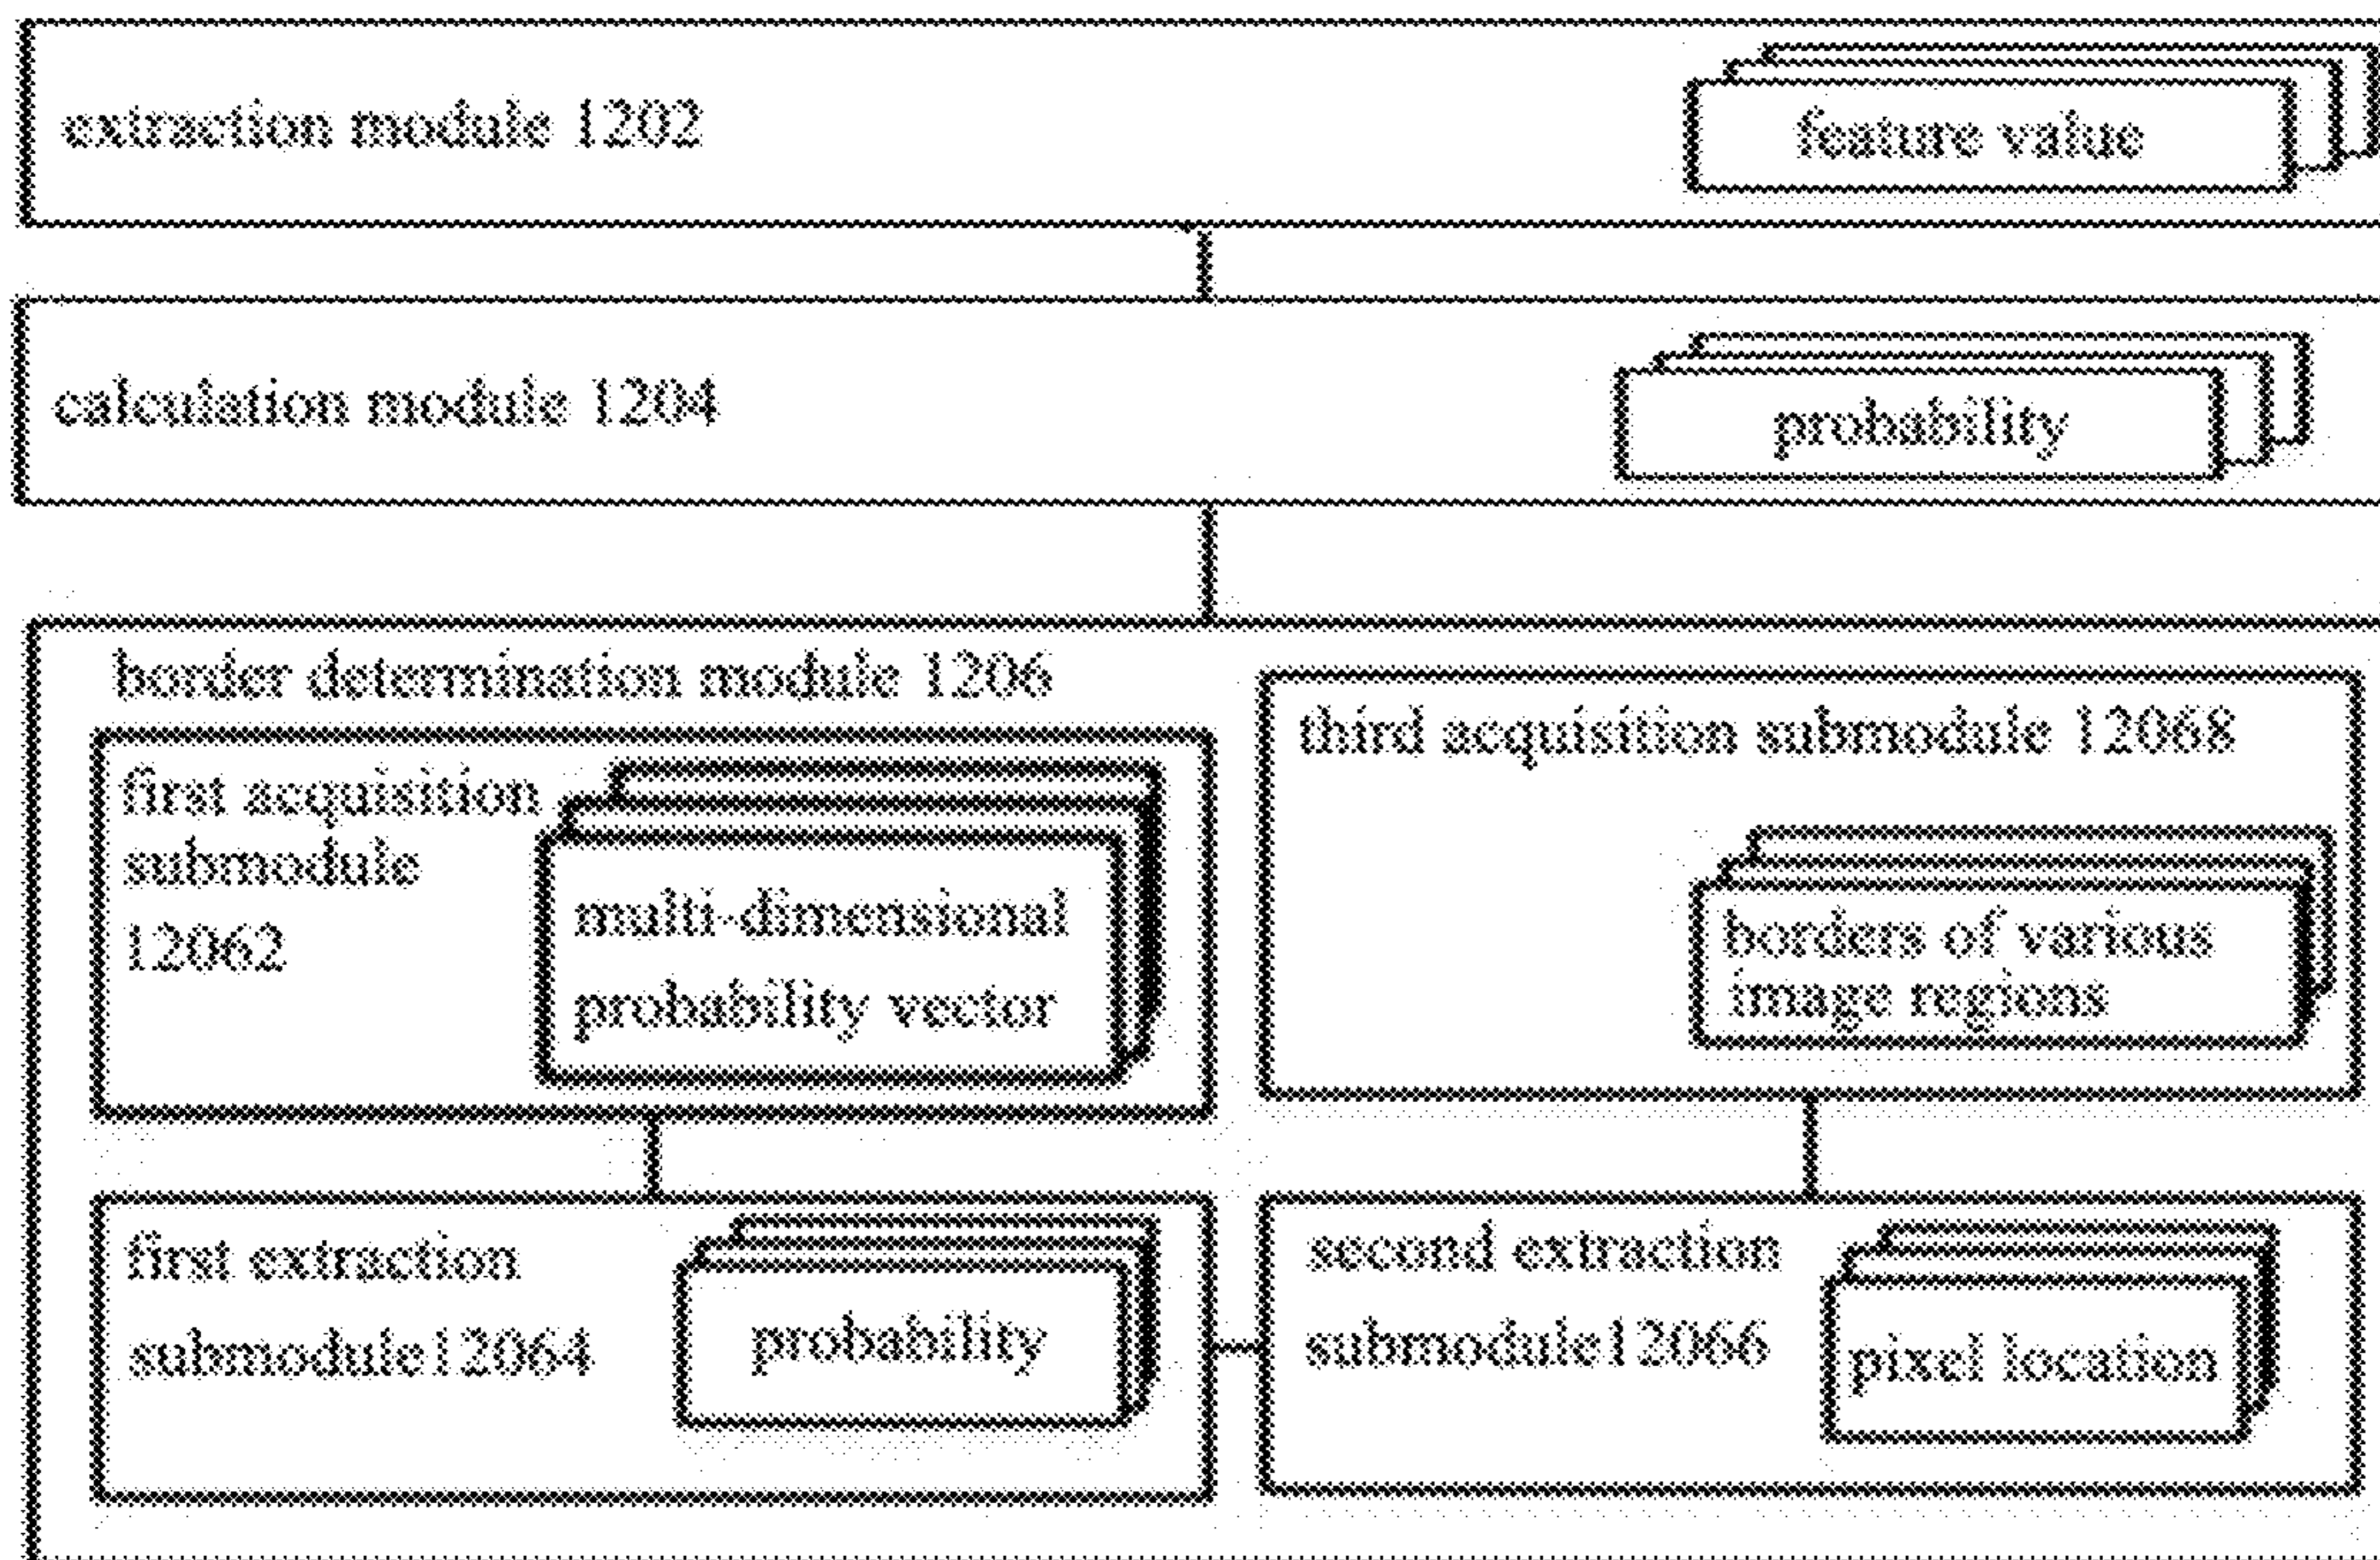 extraction module 1202
feature value
calculation module 1204
probability
border determination module 1206
first acquisition
submodule
12062
multi-dimensional
probability vector
third acquisition submodule 12068
borders of various
image regions
first extraction
submodule12064
probability
second extraction
submodule12066
pixel location